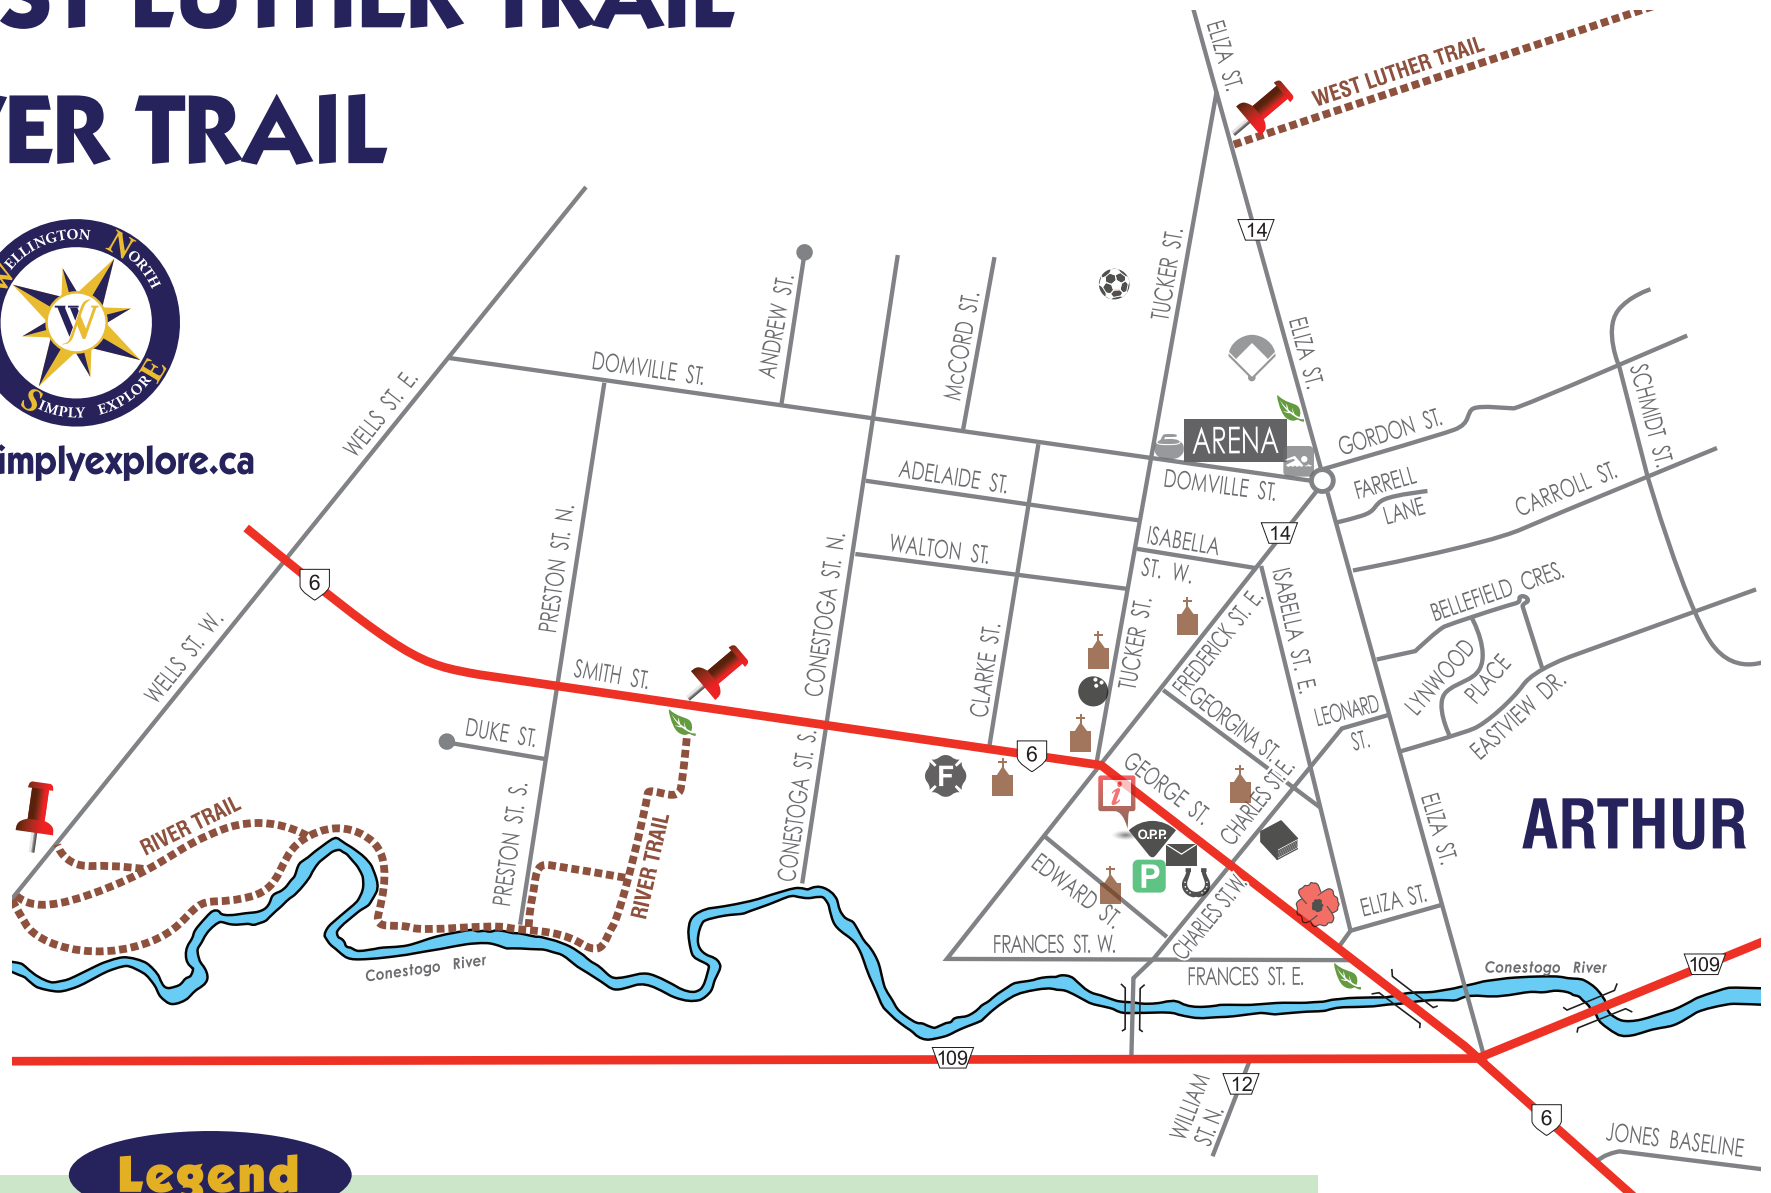 ST LUTHER TRAIL
ER TRAIL
WELLINGTON NORTH
W
SIMPLY EXPLORE
implyexplore.ca
ELIZA ST.
WEST LUTHER TRAIL
14
TUCKER ST.
ANDREW ST.
McCORD ST.
ELIZA ST.
DOMVILLE ST.
WELLS ST. E.
SCHMIDT ST.
ARENA
GORDON ST.
ADELAIDE ST.
DOMVILLE ST.
FARRELL
LANE
CARROLL ST.
PRESTON ST. N.
CONESTOGA ST. N.
WALTON ST.
ISABELLA
ST. W.
14
6
BELLEFIELD CRES.
ISABELLA ST. E.
FREDERICK ST. E.
TUCKER ST.
CLARKE ST.
WELLS ST. W.
SMITH ST.
LYNWOOD
PLACE
EASTVIEW DR.
GEORGINA ST.
LEONARD
ST.
DUKE ST.
CONESTOGA ST. S.
6
F
GEORGE ST.
i
CHARLES ST. E.
ELIZA ST.
ARTHUR
RIVER TRAIL
PRESTON ST. S.
RIVER TRAIL
O.P.P.
P
EDWARD ST.
CHARLES ST. W.
ELIZA ST.
FRANCES ST. W.
FRANCES ST. E.
Conestogo River
Conestogo River
109
109
WILLIAM
ST. N.
12
6
JONES BASELINE
Legend